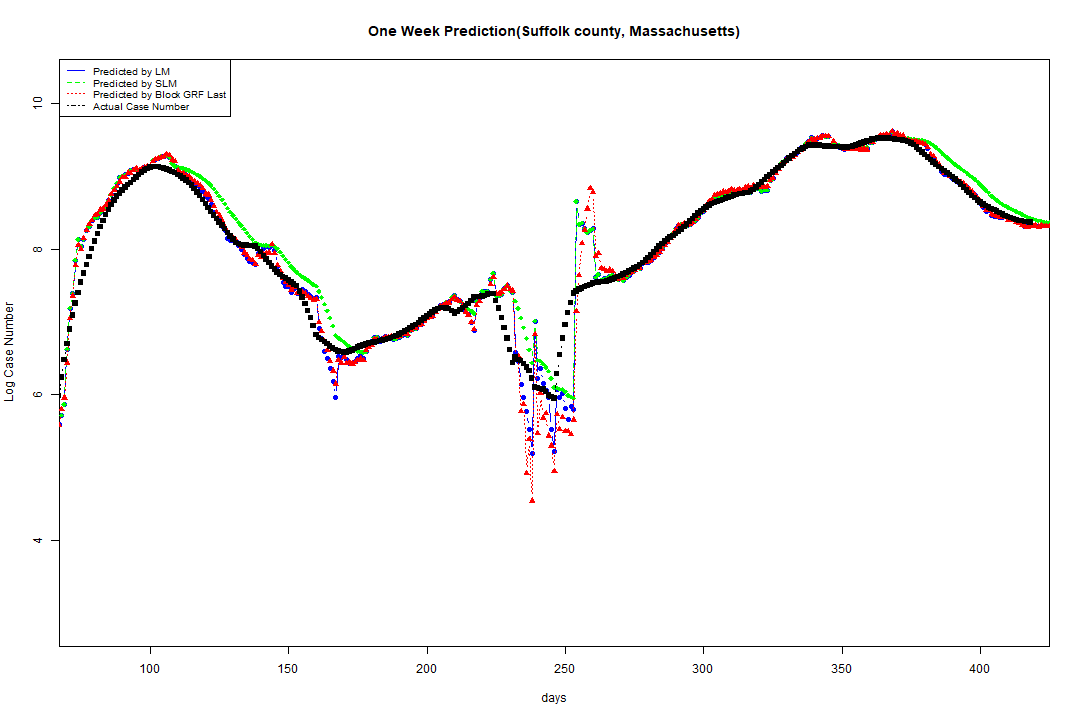 One Week Prediction(Suffolk county, Massachusetts)
Predicted by LM
Predicted by SLM
Predicted by Block GRF Last
Actual Case Number
10
8
6
4
Log Case Number
100 150 200 250 300 350 400
days